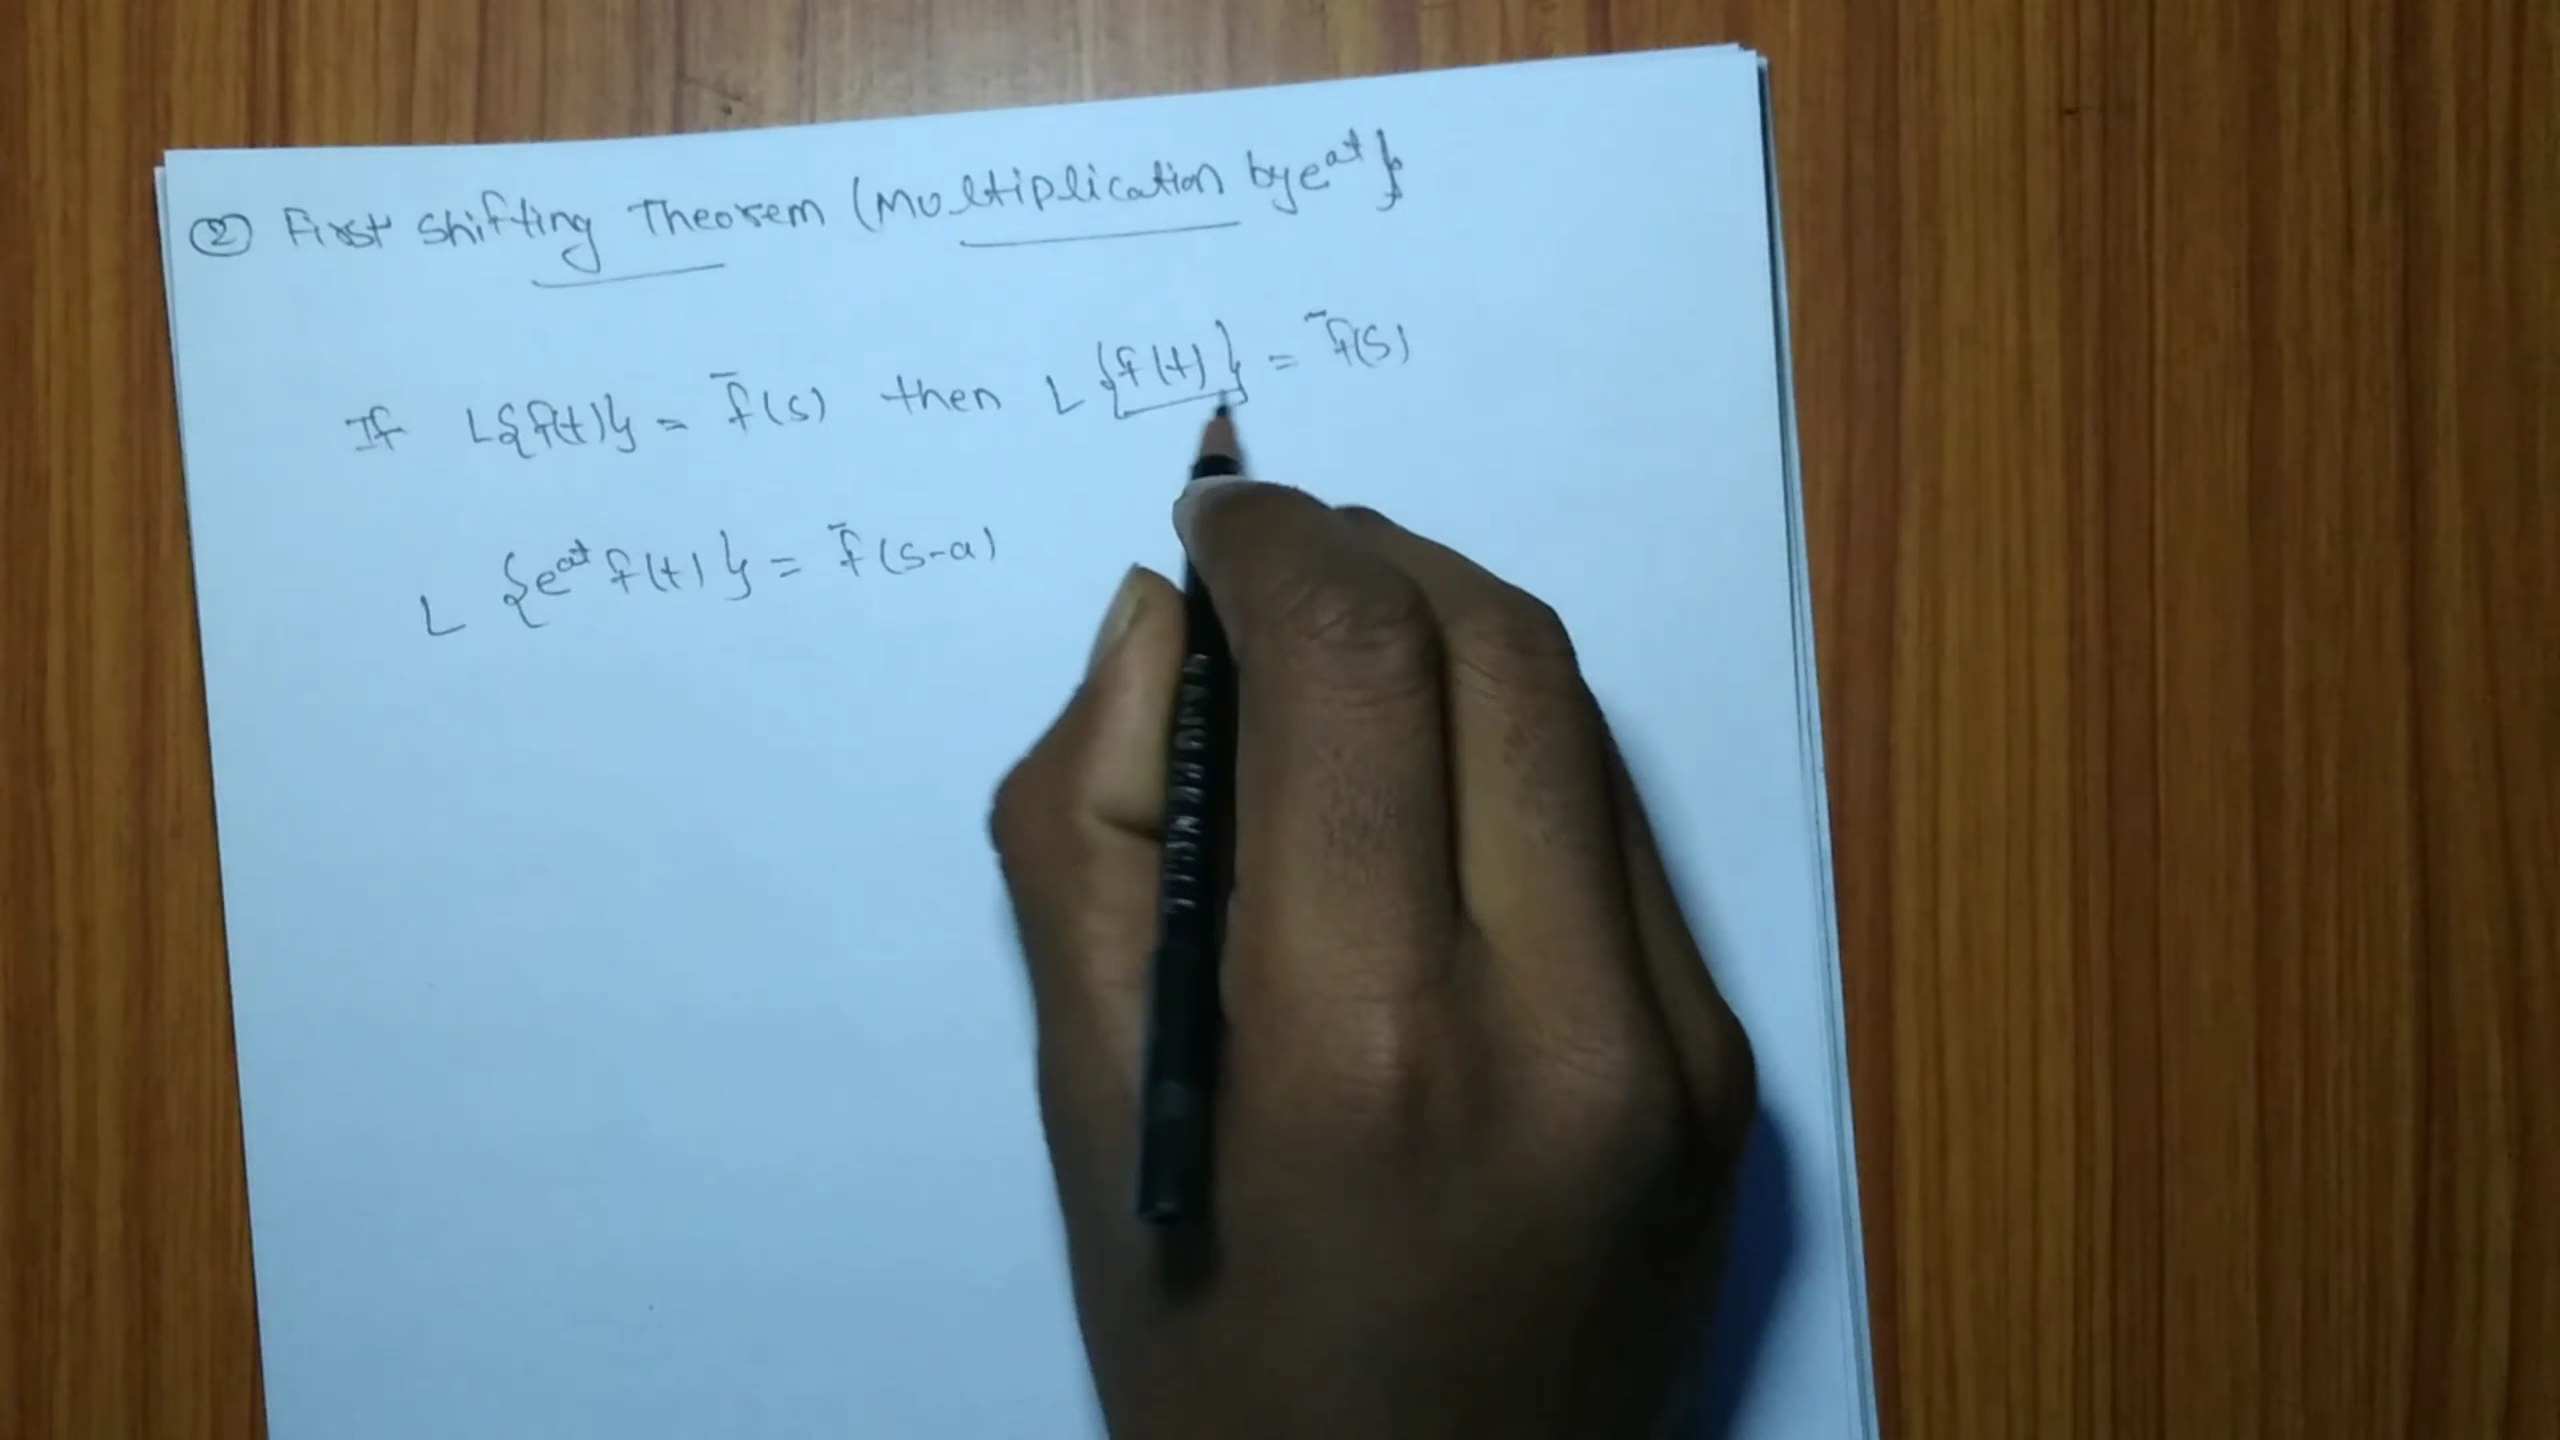 ② First shifting Theorem (Multiplication by e^at}
If L{f(t)} = f̄(s) then L{f(t)} = f̄(s)
L {e^at f(t)} = f̄(s-a)